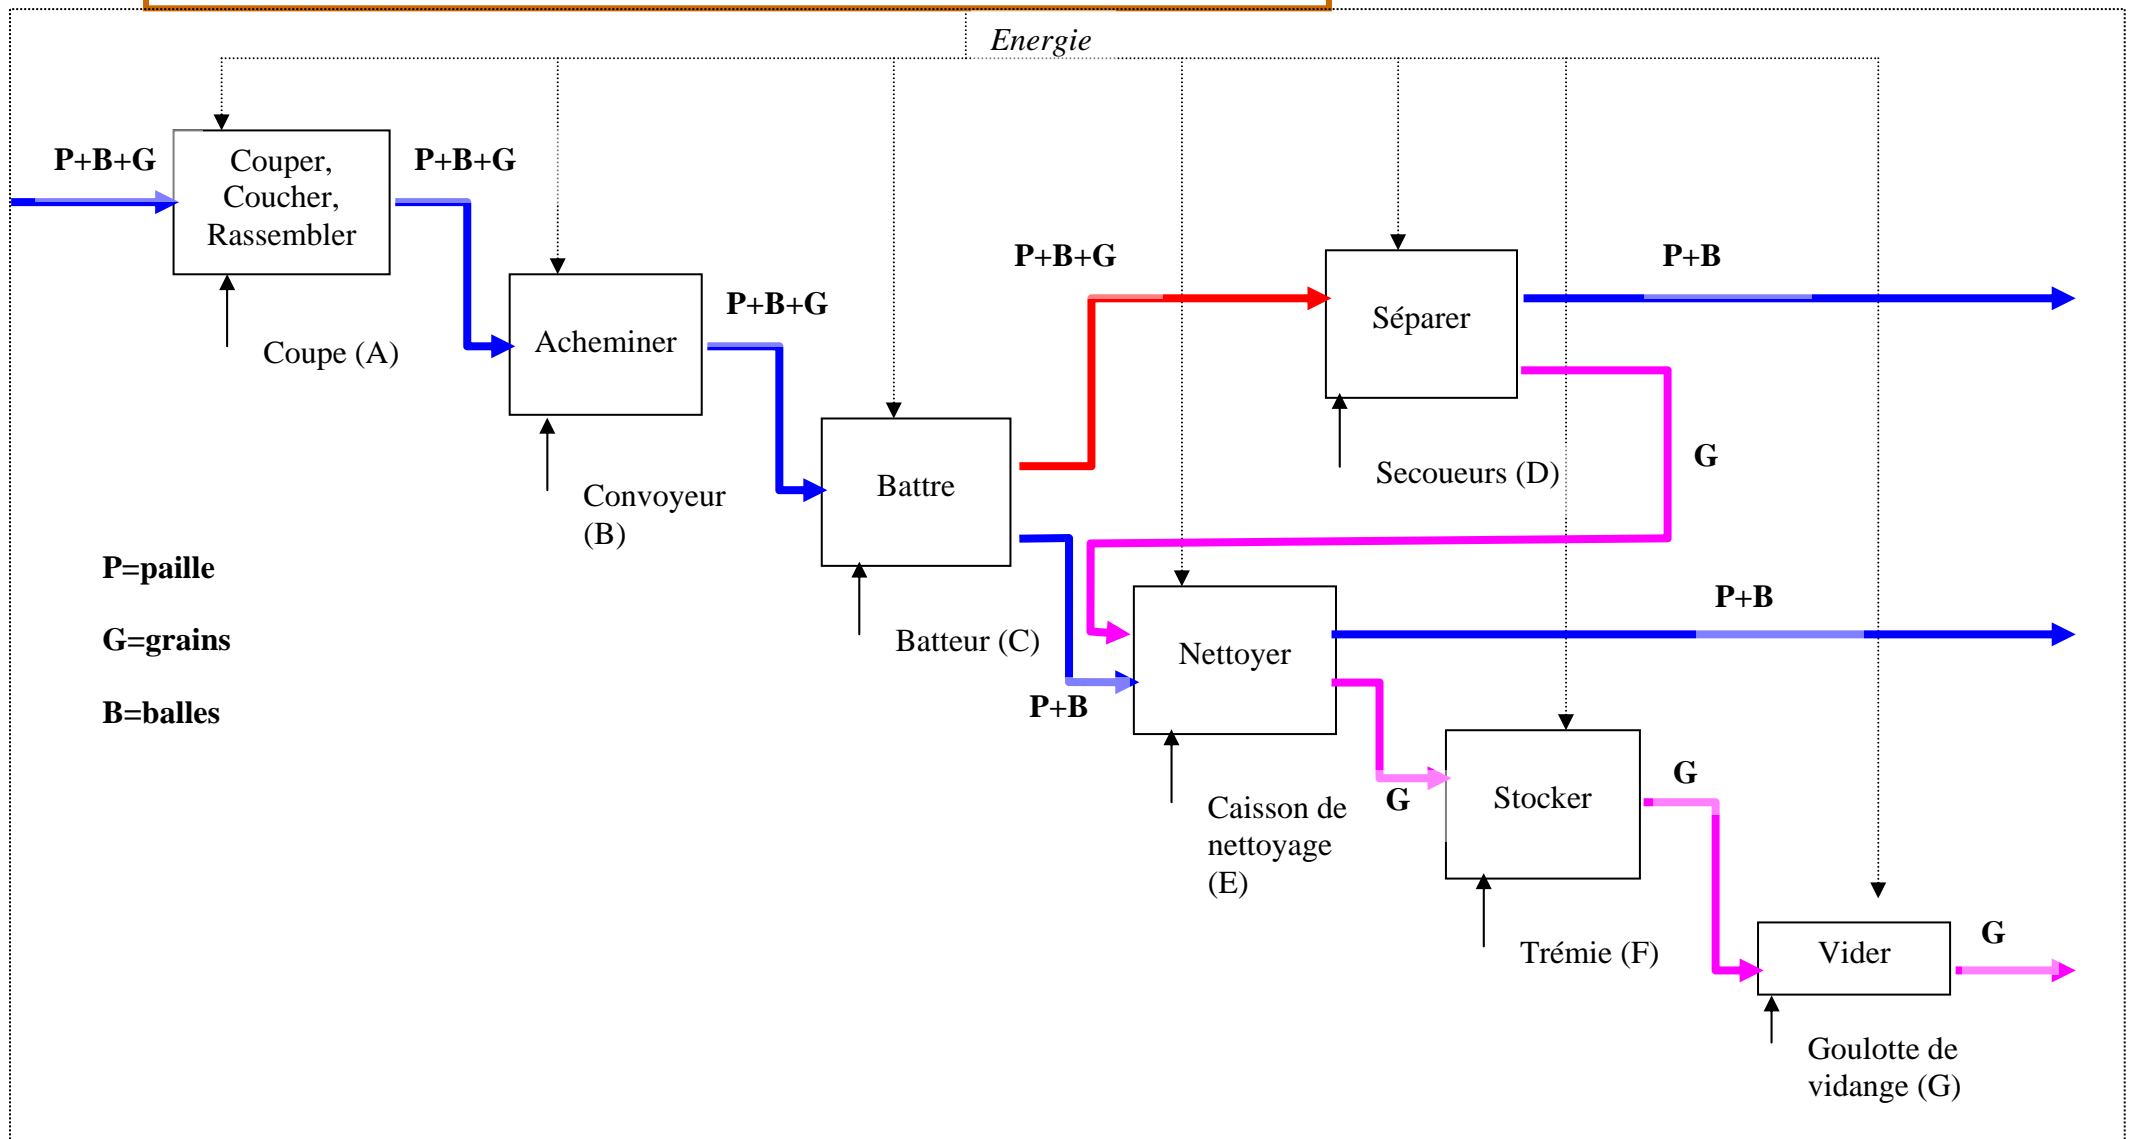 Energie
P+B+G
Couper,
Coucher,
Rassembler
P+B+G
Coupe (A)
Acheminer
P+B+G
Convoyeur
(B)
Battre
Batteur (C)
P+B+G
Séparer
P+B
Secoueurs (D)
G
P=paille
G=grains
B=balles
P+B
Nettoyer
P+B
Caisson de
nettoyage
(E)
G
Stocker
G
Trémie (F)
Vider
G
Goulotte de
vidange (G)